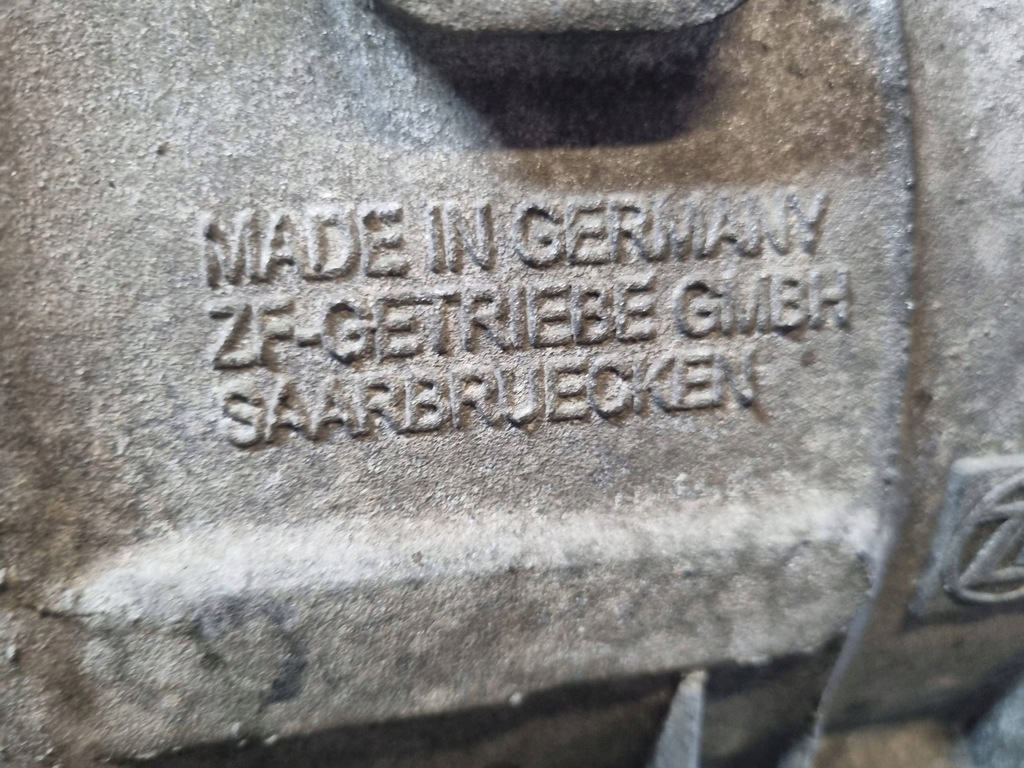 MADE IN GERMANY
ZF-GETRIEBE GMBH
SAARBRUECKEN